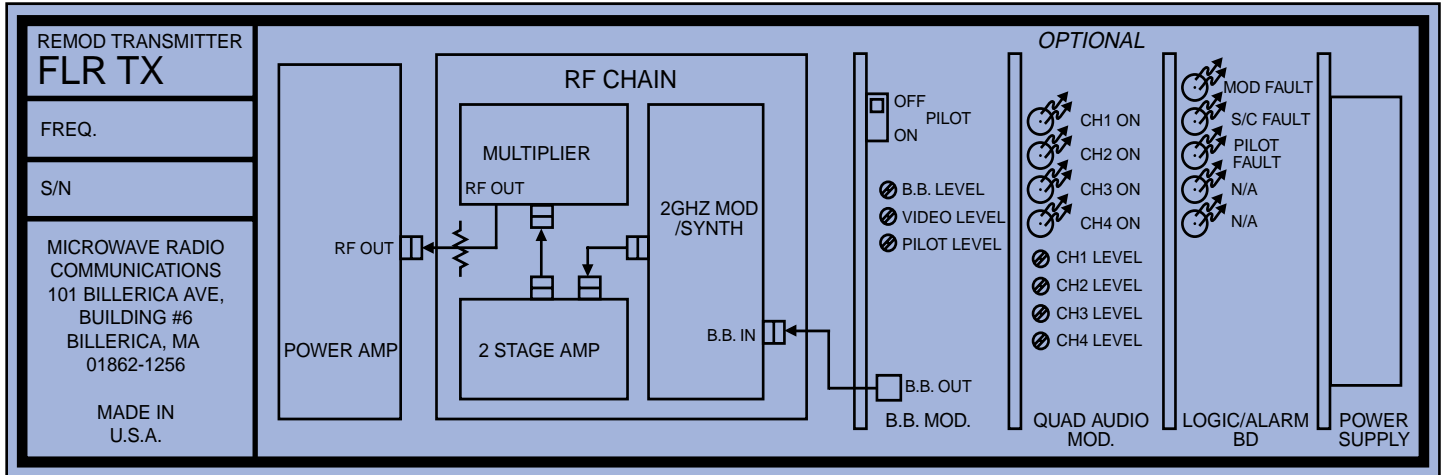 REMOD TRANSMITTER
FLR TX
FREQ.
S/N
MICROWAVE RADIO
COMMUNICATIONS
101 BILLERICA AVE,
BUILDING #6
BILLERICA, MA
01862-1256
MADE IN
U.S.A.
RF OUT
POWER AMP
RF CHAIN
MULTIPLIER
RF OUT
2 STAGE AMP
2GHZ MOD
/SYNTH
B.B. IN
OFF
PILOT
ON
B.B. LEVEL
VIDEO LEVEL
PILOT LEVEL
B.B. OUT
B.B. MOD.
OPTIONAL
CH1 ON
CH2 ON
CH3 ON
CH4 ON
CH1 LEVEL
CH2 LEVEL
CH3 LEVEL
CH4 LEVEL
QUAD AUDIO
MOD.
MOD FAULT
S/C FAULT
PILOT
FAULT
N/A
N/A
LOGIC/ALARM
BD
POWER
SUPPLY